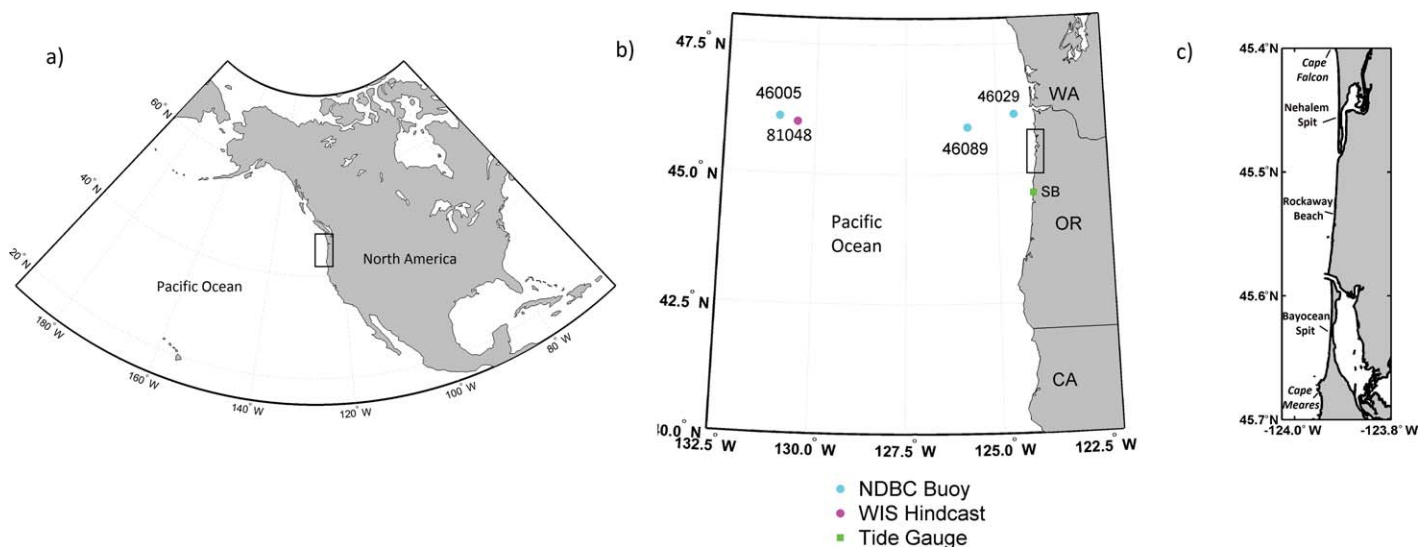 a)
60° N
40° N
20° N
180° W
160° W
140° W
120° W
100° W
80° W
Pacific Ocean
North America
b)
47.5° N
45.0° N
42.5° N
40.0° N
132.5° W
130.0° W
127.5° W
125.0° W
122.5° W
46005
81048
46029
46089
WA
SB
OR
CA
Pacific
Ocean
NDBC Buoy
WIS Hindcast
Tide Gauge
c)
45.4°N
45.5°N
45.6°N
45.7°N
-124.0° W
-123.8° W
Cape
Falcon
Nehalem
Spit
Rockaway
Beach
Bayocean
Spit
Cape
Meares